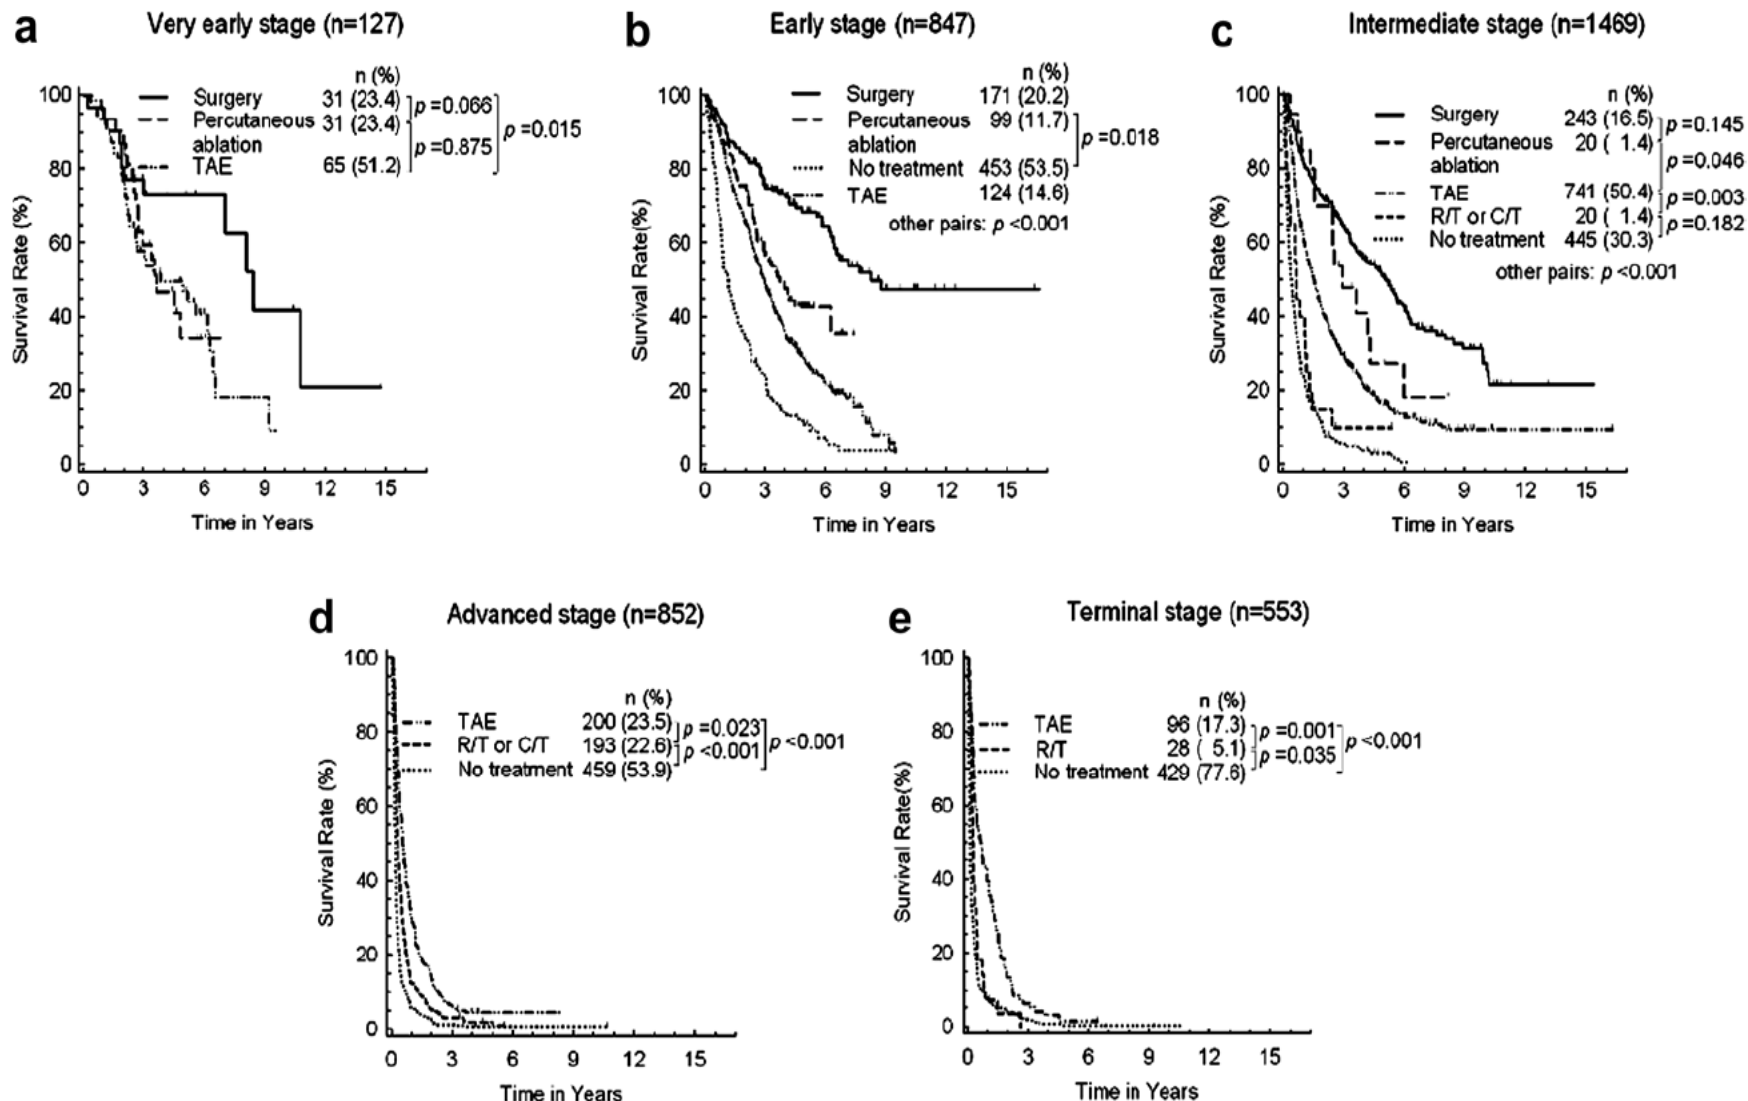 a Very early stage (n=127)
n (%)
Surgery 31 (23.4)
Percutaneous 31 (23.4)
ablation
TAE 65 (51.2)
p=0.066
p=0.875
p=0.015
100
80
60
40
20
0
Survival Rate (%)
0 3 6 9 12 15
Time in Years
b Early stage (n=847)
n (%)
Surgery 171 (20.2)
Percutaneous 99 (11.7)
ablation
No treatment 453 (53.5)
TAE 124 (14.6)
p=0.018
other pairs: p <0.001
100
80
60
40
20
0
Survival Rate(%)
0 3 6 9 12 15
Time in Years
c Intermediate stage (n=1469)
n (%)
Surgery 243 (16.5)
Percutaneous 20 ( 1.4)
ablation
TAE 741 (50.4)
R/T or C/T 20 ( 1.4)
No treatment 445 (30.3)
p=0.145
p=0.046
p=0.003
p=0.182
other pairs: p <0.001
100
80
60
40
20
0
Survival Rate (%)
0 3 6 9 12 15
Time in Years
d Advanced stage (n=852)
n (%)
TAE 200 (23.5)
R/T or C/T 193 (22.6)
No treatment 459 (53.9)
p=0.023
p<0.001
p <0.001
100
80
60
40
20
0
Survival Rate (%)
0 3 6 9 12 15
Time in Years
e Terminal stage (n=553)
n (%)
TAE 96 (17.3)
R/T 28 ( 5.1)
No treatment 429 (77.6)
p=0.001
p=0.035
p <0.001
100
80
60
40
20
0
Survival Rate(%)
0 3 6 9 12 15
Time in Years